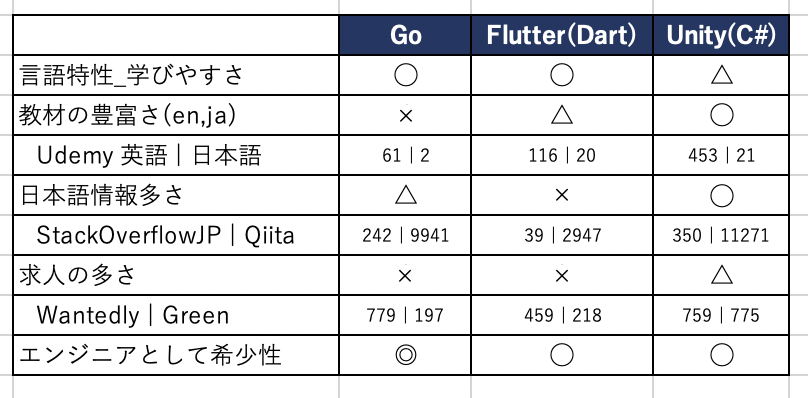 Go Flutter(Dart) Unity(C#)
言語特性_学びやすさ ○ ○ △
教材の豊富さ(en,ja) × △ ○
Udemy 英語 | 日本語 61 | 2 116 | 20 453 | 21
日本語情報多さ △ × ○
StackOverflowJP | Qiita 242 | 9941 39 | 2947 350 | 11271
求人の多さ × × △
Wantedly | Green 779 | 197 459 | 218 759 | 775
エンジニアとして希少性 ◎ ○ ○